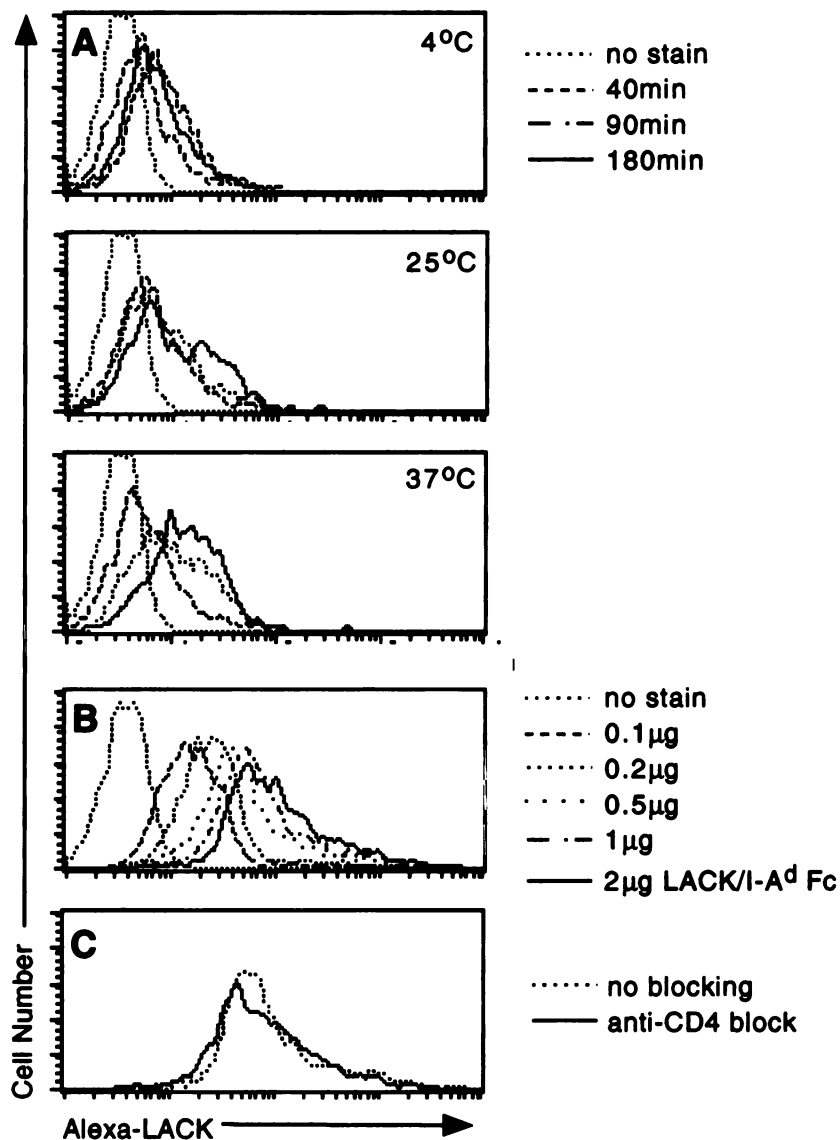 A
4°C
no stain
40min
90min
180min
25°C
37°C
B
no stain
0.1µg
0.2µg
0.5µg
1µg
2µg LACK/I-Aᵈ Fc
C
no blocking
anti-CD4 block
Cell Number
Alexa-LACK